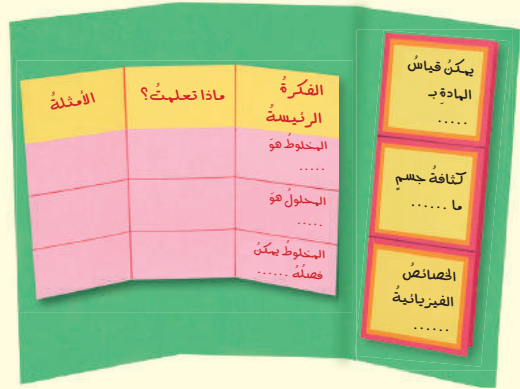 يمكنُ قياسُ
المادةِ بـ
.....
كثافةُ جسمٍ
ما ......
الخصائصُ
الفيزيائيةُ
......
الفكرةُ
الرئيسةُ
ماذا تعلمتُ؟
الأمثلةُ
المخلوطُ هوَ
.....
المحلولُ هوَ
.....
المخلوطُ يمكنُ
فصلُهُ ......